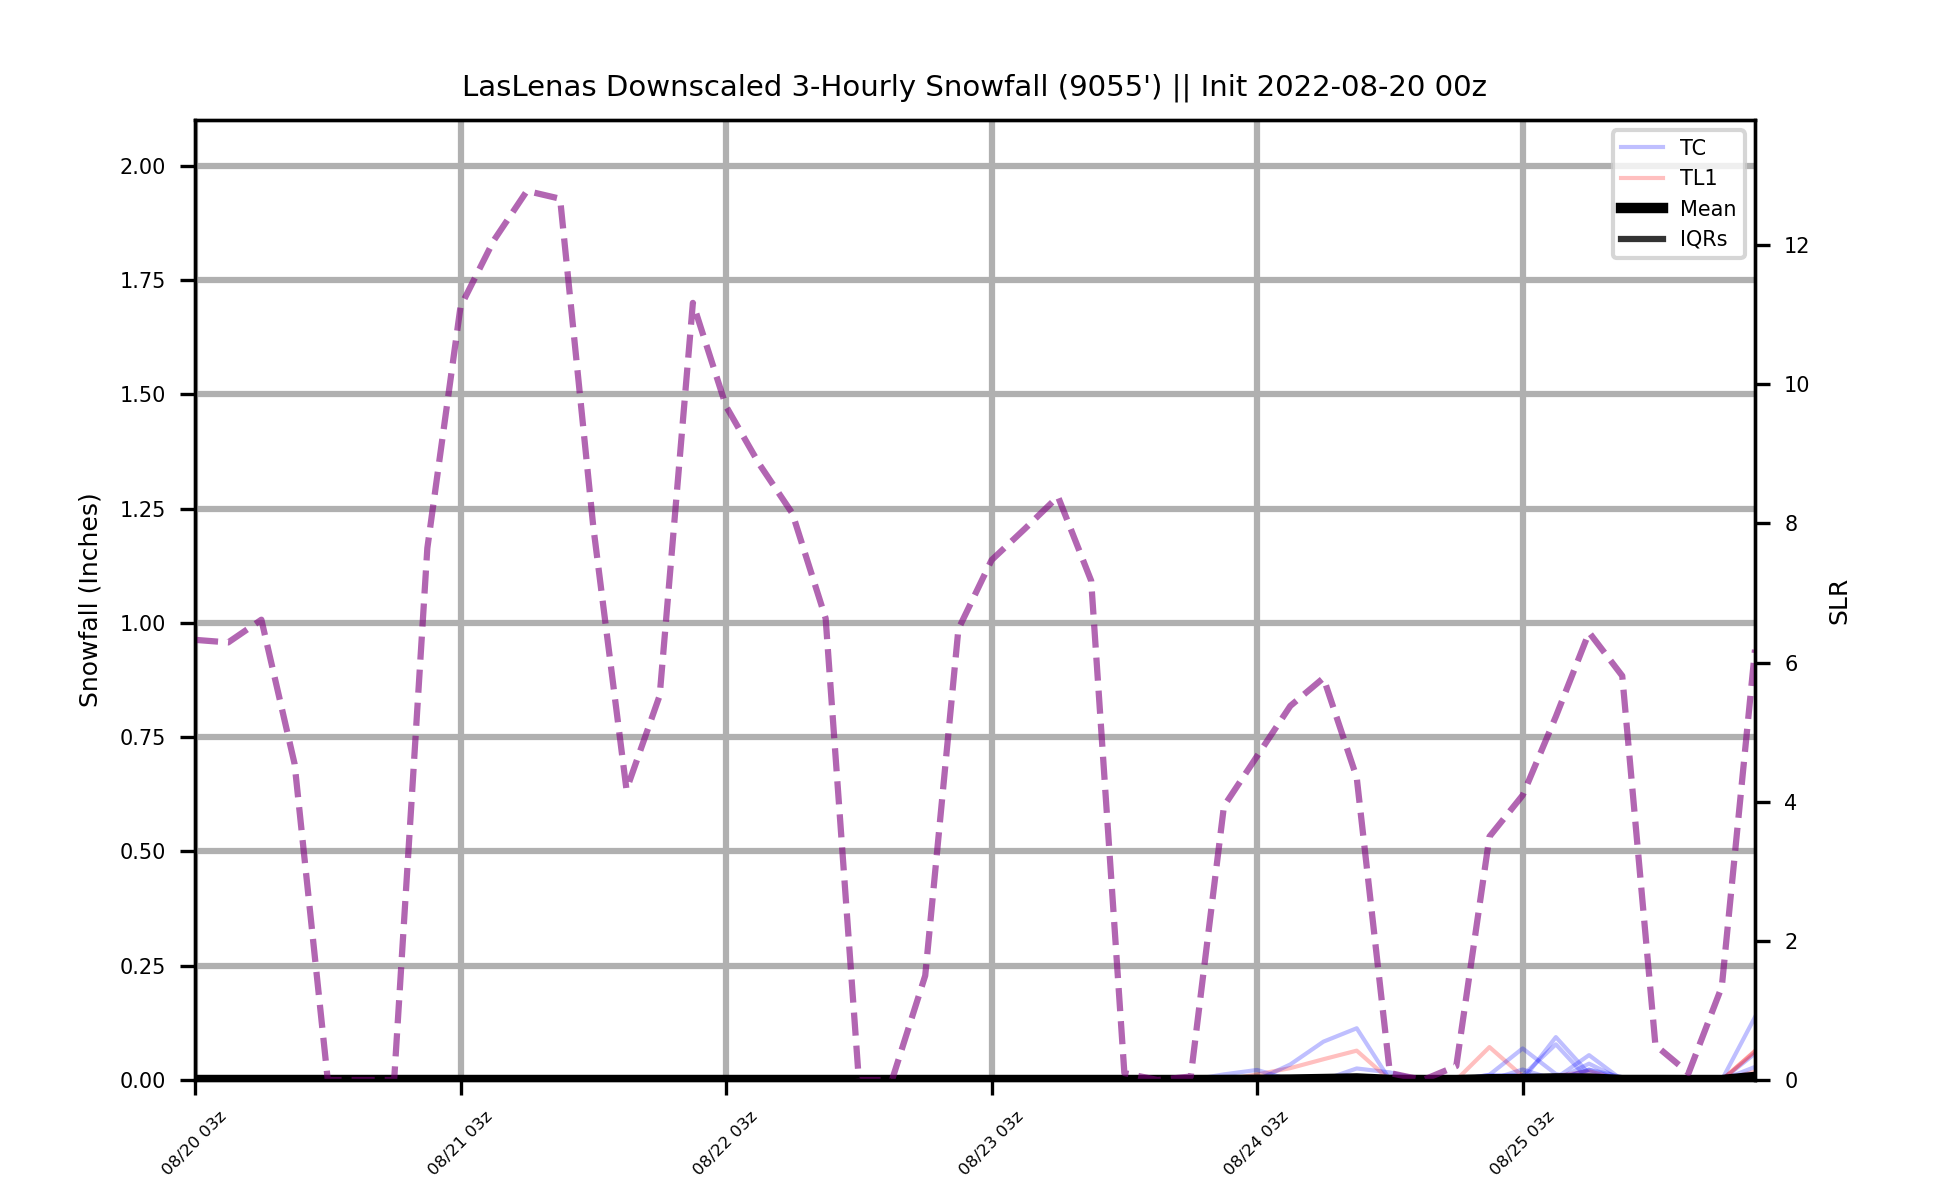 LasLenas Downscaled 3-Hourly Snowfall (9055') || Init 2022-08-20 00z
TC
TL1
Mean
IQRs
Snowfall (Inches)
2.00
1.75
1.50
1.25
1.00
0.75
0.50
0.25
0.00
12
10
8
6
4
2
0
SLR
08/20 03z
08/21 03z
08/22 03z
08/23 03z
08/24 03z
08/25 03z